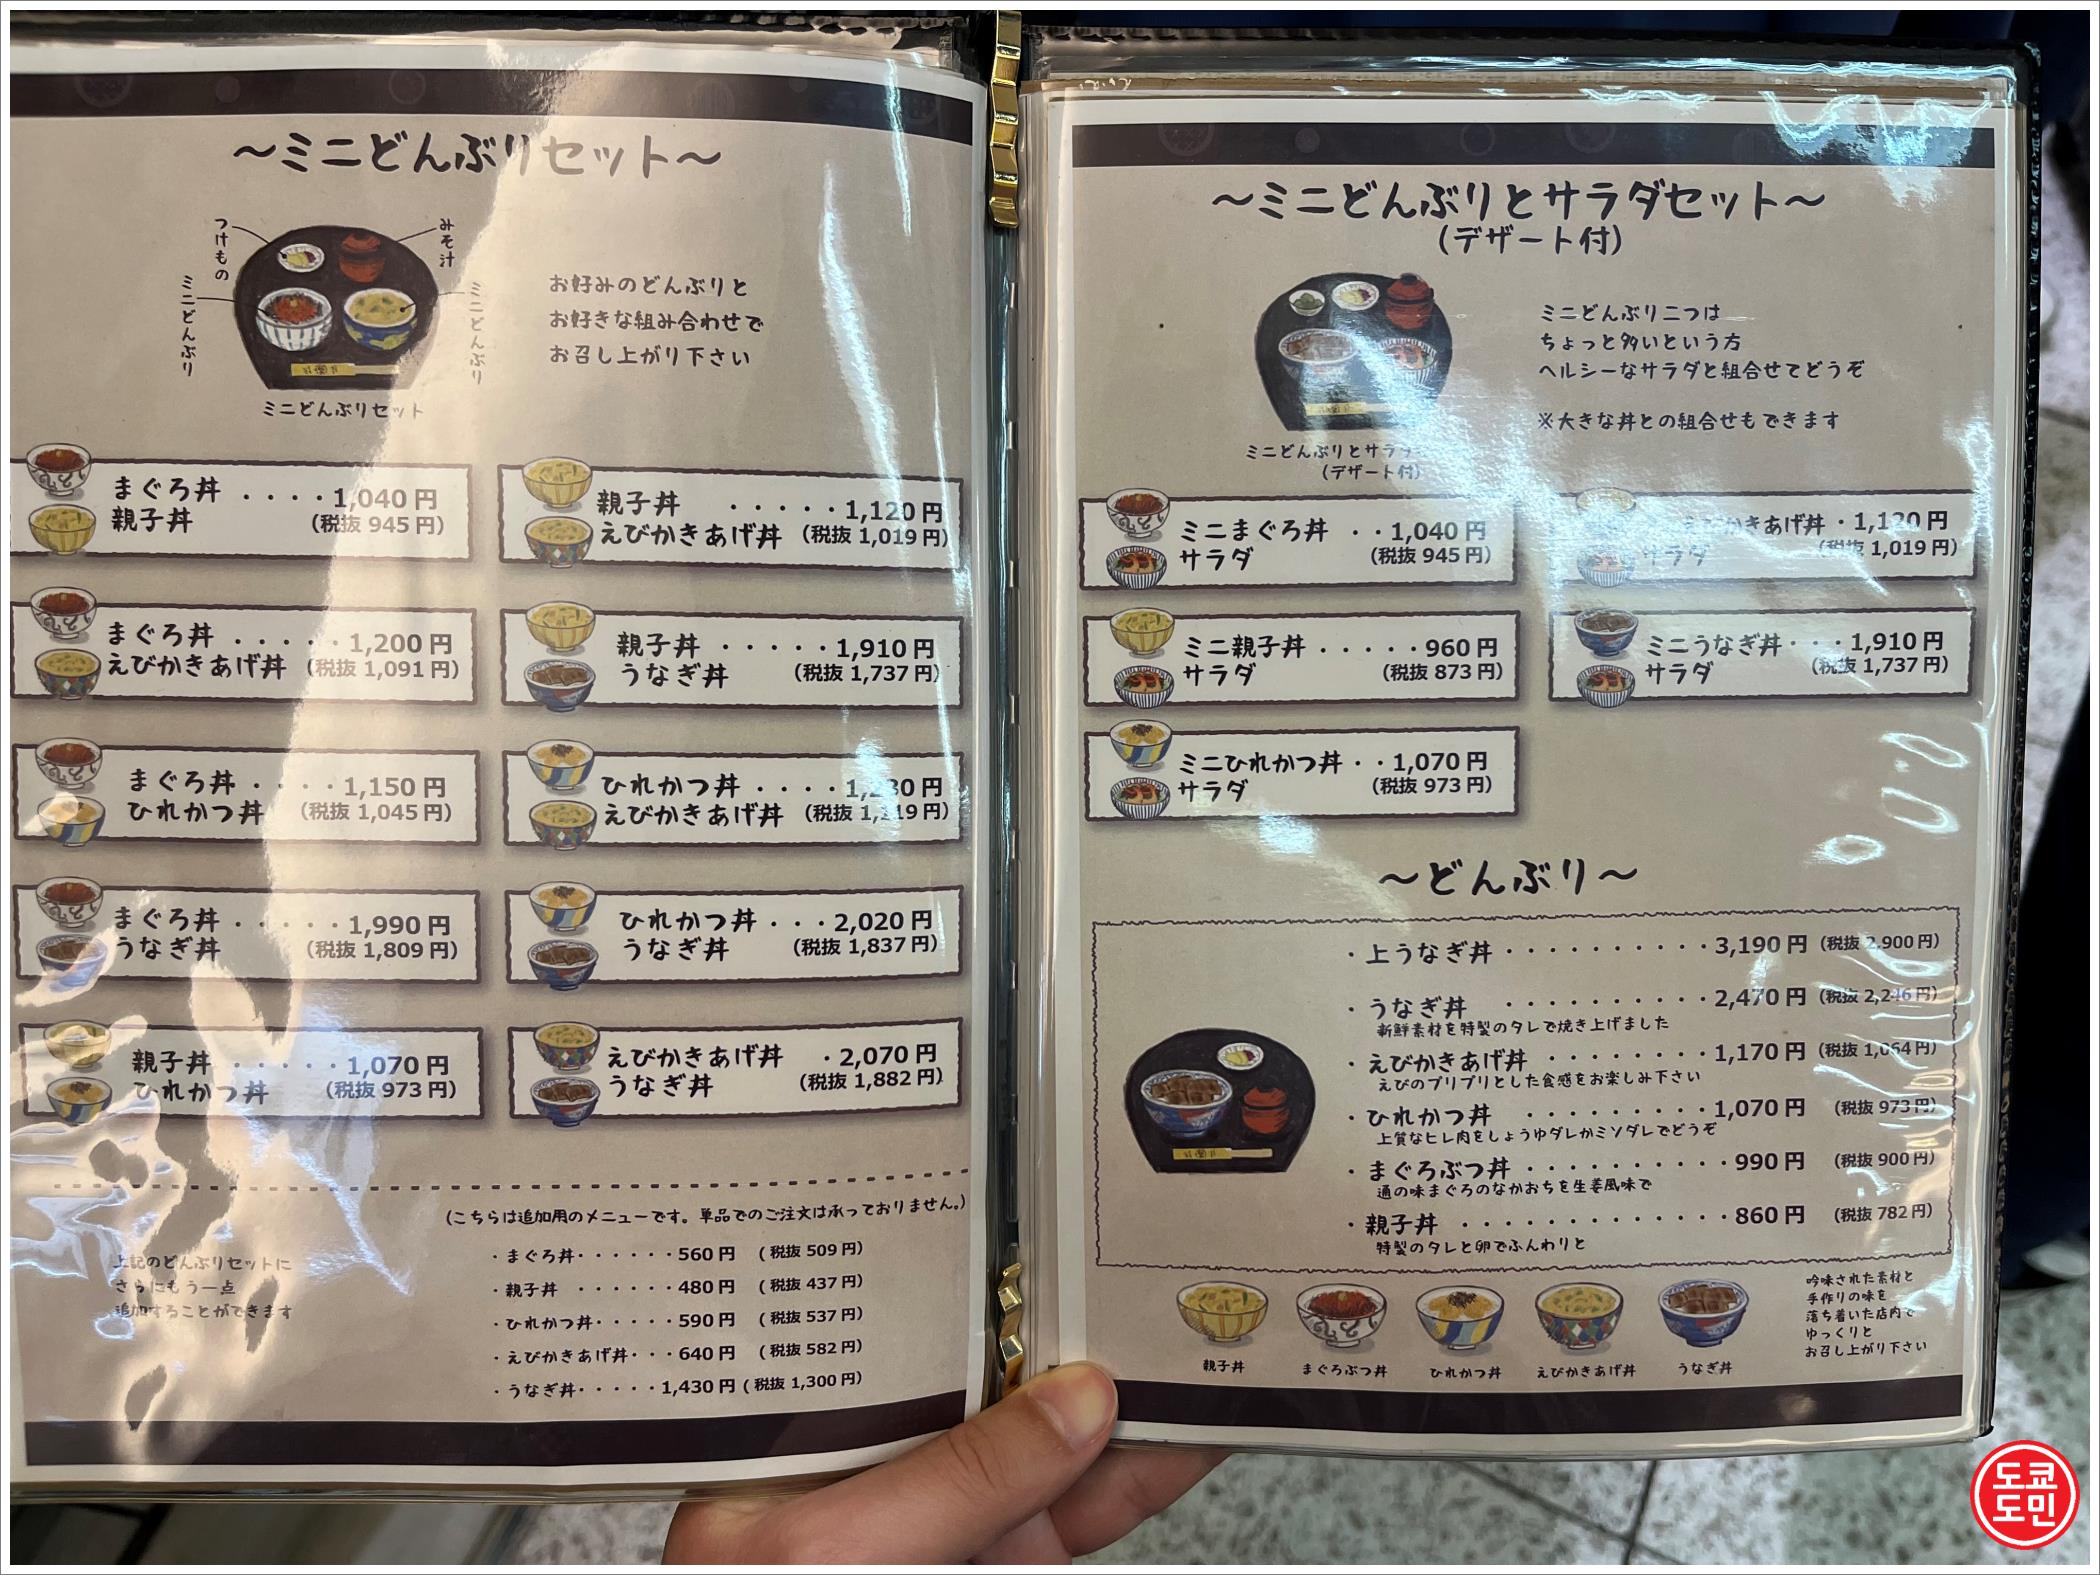 ～ミニどんぶりセット～
つけもの
みそ汁
ミニどんぶり
ミニどんぶり
ミニどんぶりセット
お好みのどんぶりと
お好きな組み合わせで
お召し上がり下さい
まぐろ丼 ・・・・1,040円
親子丼 (税抜 945円)
まぐろ丼 ・・・・・1,200円
えびかきあげ丼 (税抜 1,091円)
まぐろ丼 ・・・・1,150円
ひれかつ丼 (税抜 1,045円)
まぐろ丼 ・・・・・1,990円
うなぎ丼 (税抜 1,809円)
親子丼 ・・・・・1,070円
ひれかつ丼 (税抜 973円)
親子丼 ・・・・・1,120円
えびかきあげ丼 (税抜 1,019円)
親子丼 ・・・・・1,910円
うなぎ丼 (税抜 1,737円)
ひれかつ丼 ・・・・
えびかきあげ丼
ひれかつ丼 ・・・2,020円
うなぎ丼 (税抜 1,837円)
えびかきあげ丼 ・2,070円
うなぎ丼 (税抜 1,882円)
(こちらは追加用のメニューです。単品でのご注文は承っておりません。)
上記のどんぶりセットに
さらにもう一点
追加することができます
・まぐろ丼・・・・・・560円 (税抜 509円)
・親子丼 ・・・・・・480円 (税抜 437円)
・ひれかつ丼・・・・・590円 (税抜 537円)
・えびかきあげ丼・・・640円 (税抜 582円)
・うなぎ丼・・・・・1,430円 (税抜 1,300円)
～ミニどんぶりとサラダセット～
(デザート付)
ミニどんぶり二つは
ちょっと多いという方
ヘルシーなサラダと組合せてどうぞ
※大きな丼との組合せもできます
ミニどんぶりとサラダ
(デザート付)
ミニまぐろ丼 ・・1,040円
サラダ (税抜 945円)
ミニ親子丼・・・・・960円
サラダ (税抜 873円)
ミニひれかつ丼・・1,070円
サラダ (税抜 973円)
かきあげ丼・1,120円
サラダ (税抜 1,019円)
ミニうなぎ丼・・・1,910円
サラダ (税抜 1,737円)
～どんぶり～
・上うなぎ丼・・・・・・・・・・3,190円 (税抜 2,900円)
・うなぎ丼 ・・・・・・・・・・2,470円 (税抜 2,246円)
新鮮素材を特製のタレで焼き上げました
・えびかきあげ丼 ・・・・・・・・1,170円 (税抜 1,064円)
えびのプリプリとした食感をお楽しみ下さい
・ひれかつ丼 ・・・・・・・・・1,070円 (税抜 973円)
上質なヒレ肉をしょうゆダレかミソダレでどうぞ
・まぐろぶつ丼・・・・・・・・・・990円 (税抜 900円)
通の味まぐろのなかおちを生姜風味で
・親子丼 ・・・・・・・・・・・・・860円 (税抜 782円)
特製のタレと卵でふんわりと
親子丼
まぐろぶつ丼
ひれかつ丼
えびかきあげ丼
うなぎ丼
吟味された素材と
手作りの味を
落ち着いた店内で
ゆっくりと
お召し上がり下さい
도쿄
도민